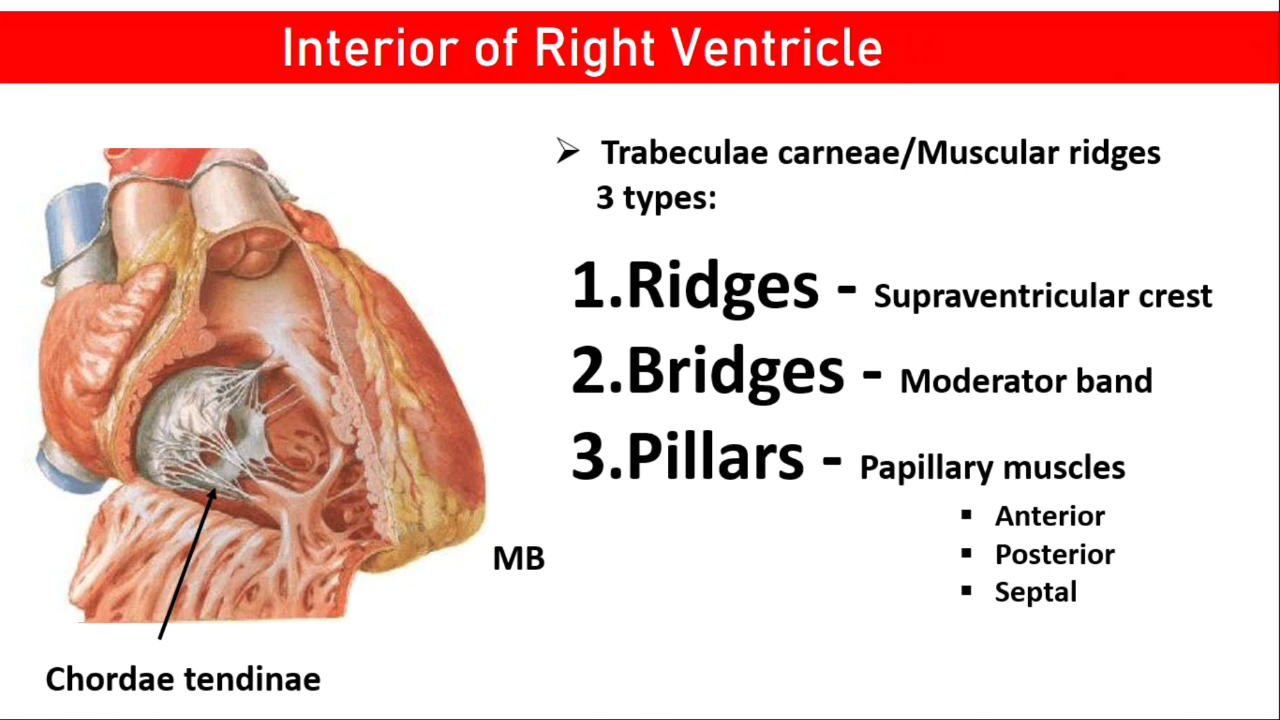 Interior of Right Ventricle
➢ Trabeculae carneae/Muscular ridges
3 types:
1.Ridges - Supraventricular crest
2.Bridges - Moderator band
3.Pillars - Papillary muscles
▪ Anterior
▪ Posterior
▪ Septal
MB
Chordae tendinae